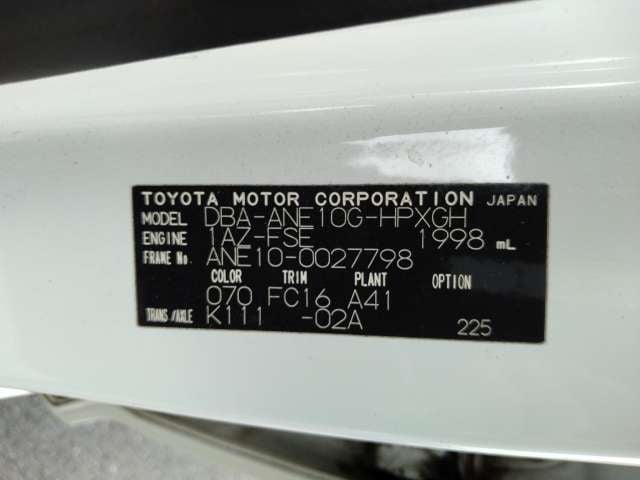 TOYOTA MOTOR CORPORATION JAPAN
MODEL DBA-ANE10G-HPXGH
ENGINE 1AZ-FSE 1998 mL
FRAME No. ANE10-0027798
COLOR TRIM PLANT OPTION
070 FC16 A41
TRANS/AXLE K111 -02A 225